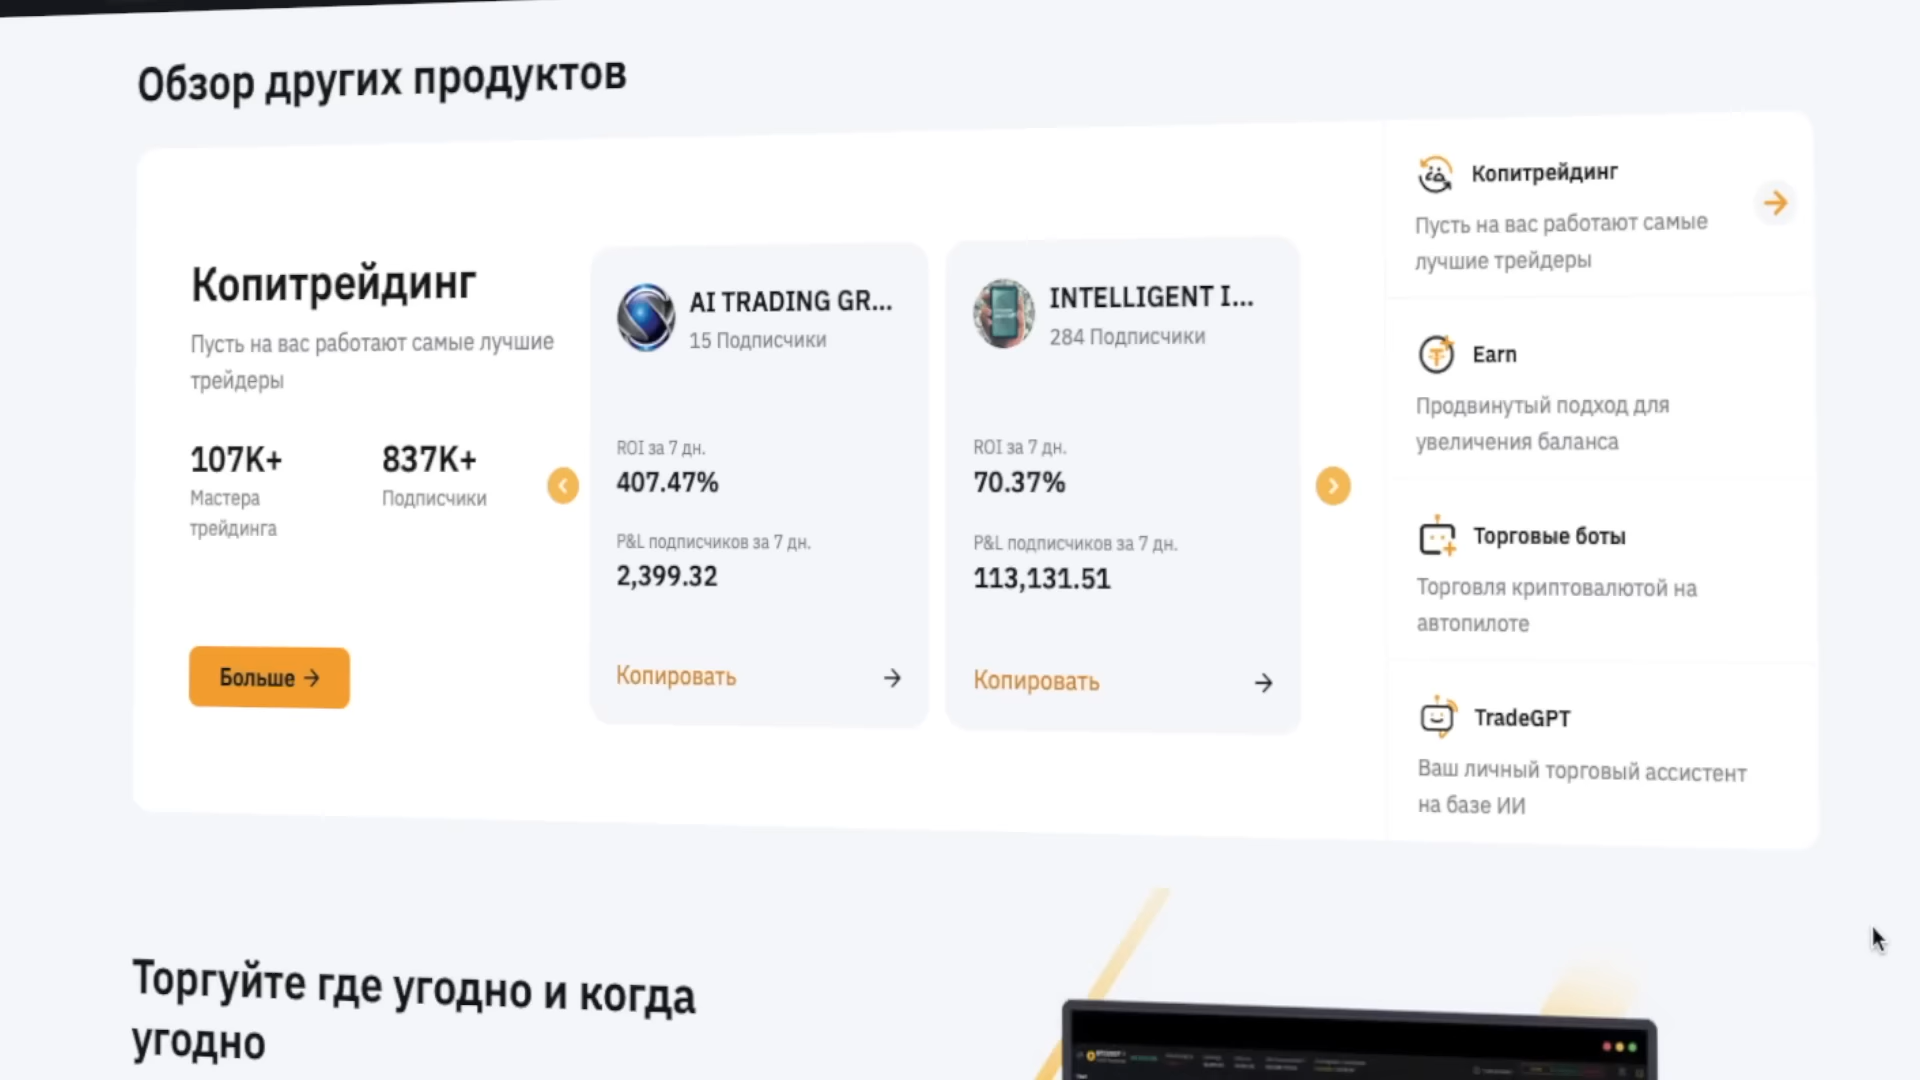 Обзор других продуктов
Копитрейдинг
Пусть на вас работают самые лучшие
трейдеры
107K+
Мастера
трейдинга
837K+
Подписчики
Больше →
AI TRADING GR...
15 Подписчики
ROI за 7 дн.
407.47%
P&L подписчиков за 7 дн.
2,399.32
Копировать →
INTELLIGENT I...
284 Подписчики
ROI за 7 дн.
70.37%
P&L подписчиков за 7 дн.
113,131.51
Копировать →
Копитрейдинг
Пусть на вас работают самые
лучшие трейдеры
Earn
Продвинутый подход для
увеличения баланса
Торговые боты
Торговля криптовалютой на
автопилоте
TradeGPT
Ваш личный торговый ассистент
на базе ИИ
Торгуйте где угодно и когда
угодно